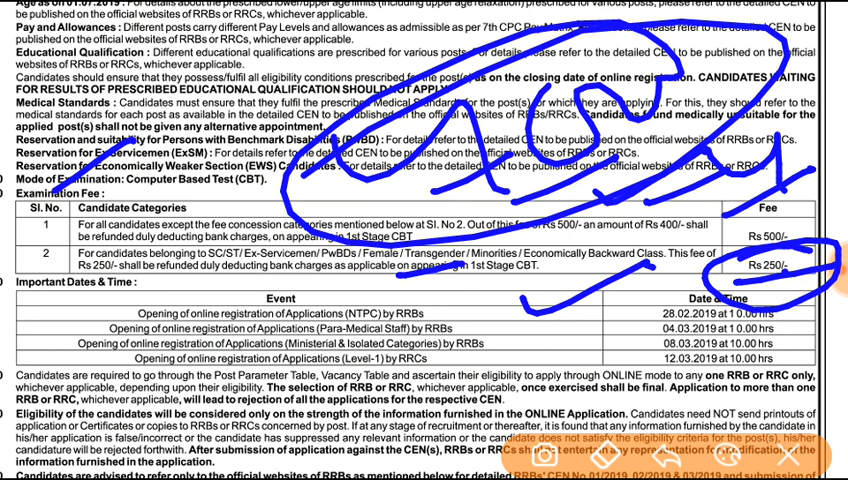 Age as on 01.07.2019 : For details about the prescribed lower/upper age limits (including upper age relaxation) prescribed for various posts, please refer to the detailed CEN to
be published on the official websites of RRBs or RRCs, whichever applicable.
Pay and Allowances : Different posts carry different Pay Levels and allowances as admissible as per 7th CPC Pay Matrix. please refer to the detailed CEN to be
published on the official websites of RRBs or RRCs, whichever applicable.
Educational Qualification : Different educational qualifications are prescribed for various posts. For details please refer to the detailed CEN to be published on the official
websites of RRBs or RRCs, whichever applicable.
Candidates should ensure that they possess/fulfil all eligibility conditions prescribed for the post(s) as on the closing date of online registration. CANDIDATES WAITING
FOR RESULTS OF PRESCRIBED EDUCATIONAL QUALIFICATION SHOULD NOT APPLY.
Medical Standards : Candidates must ensure that they fulfil the prescribed Medical Standards for the post(s) for which they are applying. For this, they should refer to the
medical standards for each post as available in the detailed CEN to be published on the official websites of RRBs/RRCs. Candidates found medically unsuitable for the
applied post(s) shall not be given any alternative appointment.
Reservation and suitability for Persons with Benchmark Disabilities (PwBD) : For details refer to the detailed CEN to be published on the official websites of RRBs or RRCs.
Reservation for Exservicemen (ExSM) : For details refer to the detailed CEN to be published on the official websites of RRBs or RRCs.
Reservation for Economically Weaker Section (EWS) Candidates : For details refer to the detailed CEN to be published on the official websites of RRBs or RRCs.
Mode of Examination: Computer Based Test (CBT).
Examination Fee :
Sl. No. Candidate Categories Fee
1 For all candidates except the fee concession categories mentioned below at Sl. No 2. Out of this fee of Rs 500/- an amount of Rs 400/- shall
be refunded duly deducting bank charges, on appearing in 1st Stage CBT Rs 500/-
2 For candidates belonging to SC/ST / Ex-Servicemen / PwBDs / Female / Transgender / Minorities / Economically Backward Class. This fee of
Rs 250/- shall be refunded duly deducting bank charges as applicable on appearing in 1st Stage CBT. Rs 250/-
Important Dates & Time :
Event Date & Time
Opening of online registration of Applications (NTPC) by RRBs 28.02.2019 at 10.00 hrs
Opening of online registration of Applications (Para-Medical Staff) by RRBs 04.03.2019 at 10.00 hrs
Opening of online registration of Applications (Ministerial & Isolated Categories) by RRBs 08.03.2019 at 10.00 hrs
Opening of online registration of Applications (Level-1) by RRCs 12.03.2019 at 10.00 hrs
Candidates are required to go through the Post Parameter Table, Vacancy Table and ascertain their eligibility to apply through ONLINE mode to any one RRB or RRC only,
whichever applicable, depending upon their eligibility. The selection of RRB or RRC, whichever applicable, once exercised shall be final. Application to more than
one RRB or RRC, whichever applicable, will lead to rejection of all the applications for the respective CEN.
Eligibility of the candidates will be considered only on the strength of the information furnished in the ONLINE Application. Candidates need NOT send printouts of
application or Certificates or copies to RRBs or RRCs concerned by post. If at any stage of recruitment or thereafter, it is found that any information furnished by the candidate in
his/her application is false/incorrect or the candidate has suppressed any relevant information or the candidate does not satisfy the eligibility criteria for the post(s), his/her
candidature will be rejected forthwith. After submission of application against the CEN(s), RRBs or RRCs shall not entertain any representation for modification of the
information furnished in the application.
Candidates are advised to refer only to the official websites of RRBs as mentioned below for detailed RRBs' CEN No 01/2019, 02/2019 & 03/2019 and submission of